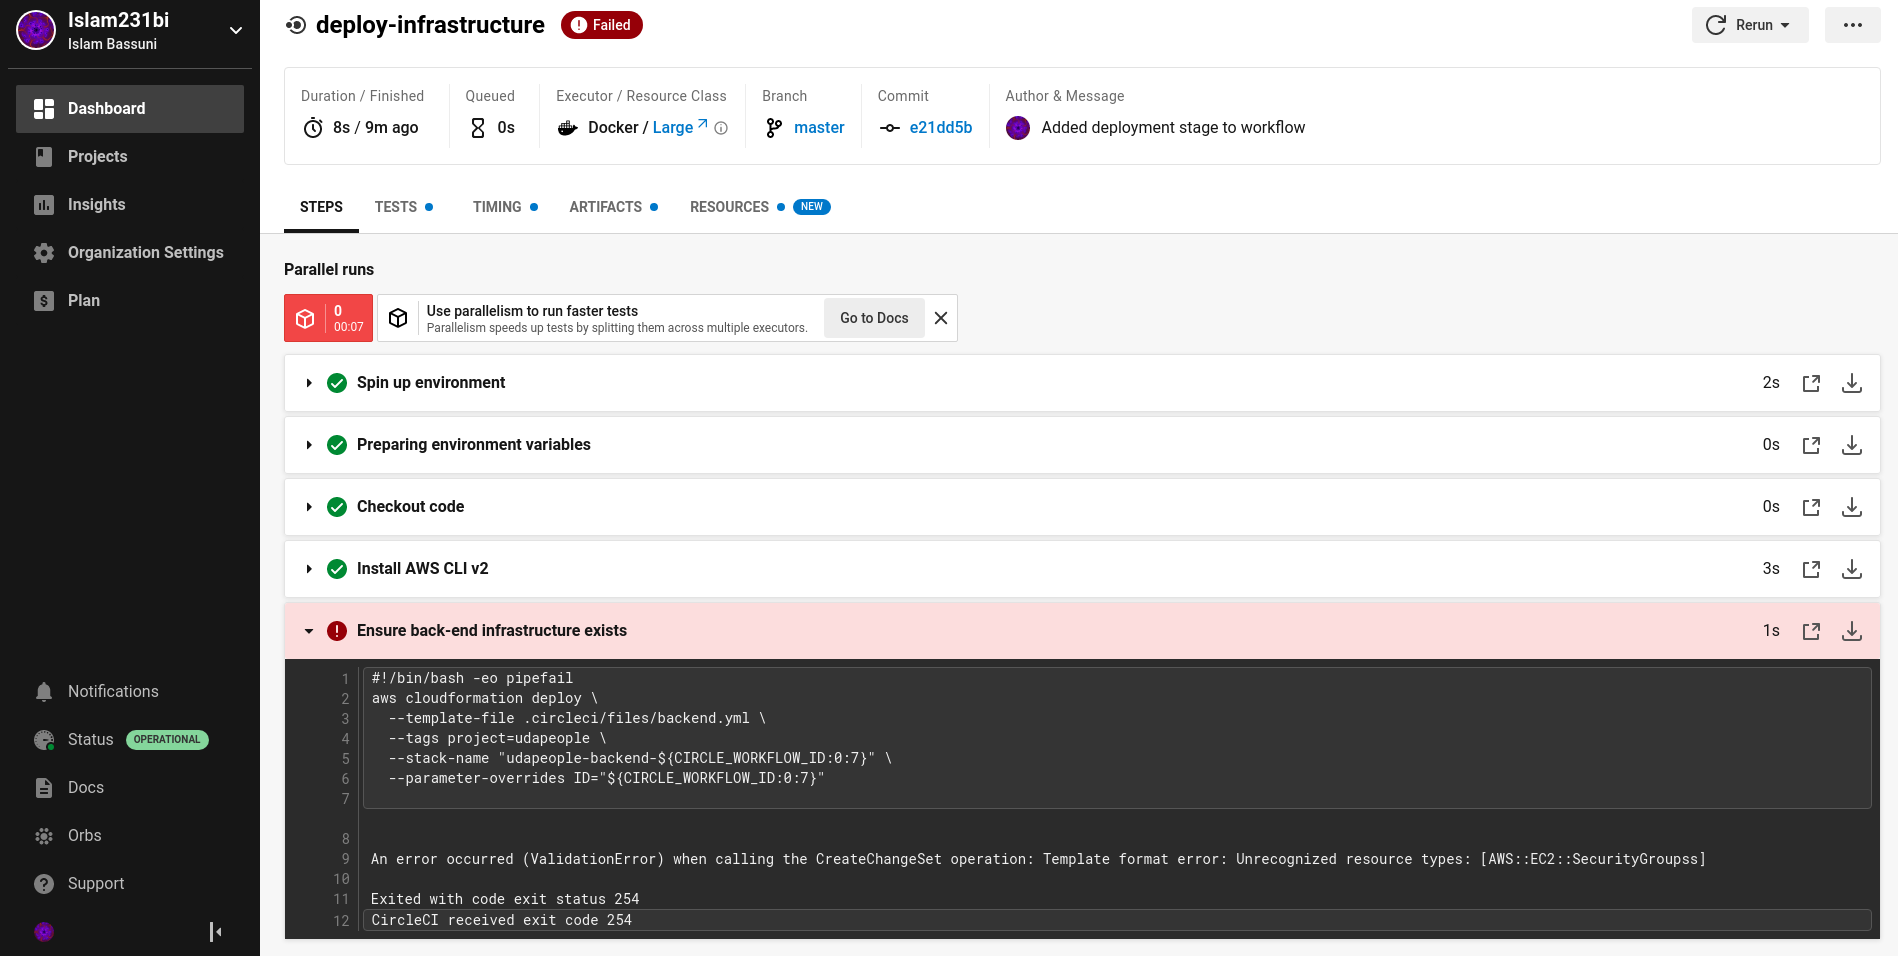 Islam231bi
Islam Bassuni
Dashboard
Projects
Insights
Organization Settings
Plan
Notifications
Status OPERATIONAL
Docs
Orbs
Support
deploy-infrastructure Failed
Rerun
Duration / Finished
8s / 9m ago
Queued
0s
Executor / Resource Class
Docker / Large
Branch
master
Commit
e21dd5b
Author & Message
Added deployment stage to workflow
STEPS TESTS TIMING ARTIFACTS RESOURCES NEW
Parallel runs
0
00:07
Use parallelism to run faster tests
Parallelism speeds up tests by splitting them across multiple executors.
Go to Docs
Spin up environment 2s
Preparing environment variables 0s
Checkout code 0s
Install AWS CLI v2 3s
Ensure back-end infrastructure exists 1s
1 #!/bin/bash -eo pipefail
2 aws cloudformation deploy \
3 --template-file .circleci/files/backend.yml \
4 --tags project=udapeople \
5 --stack-name "udapeople-backend-${CIRCLE_WORKFLOW_ID:0:7}" \
6 --parameter-overrides ID="${CIRCLE_WORKFLOW_ID:0:7}"
7
8
9 An error occurred (ValidationError) when calling the CreateChangeSet operation: Template format error: Unrecognized resource types: [AWS::EC2::SecurityGroupss]
10
11 Exited with code exit status 254
12 CircleCI received exit code 254